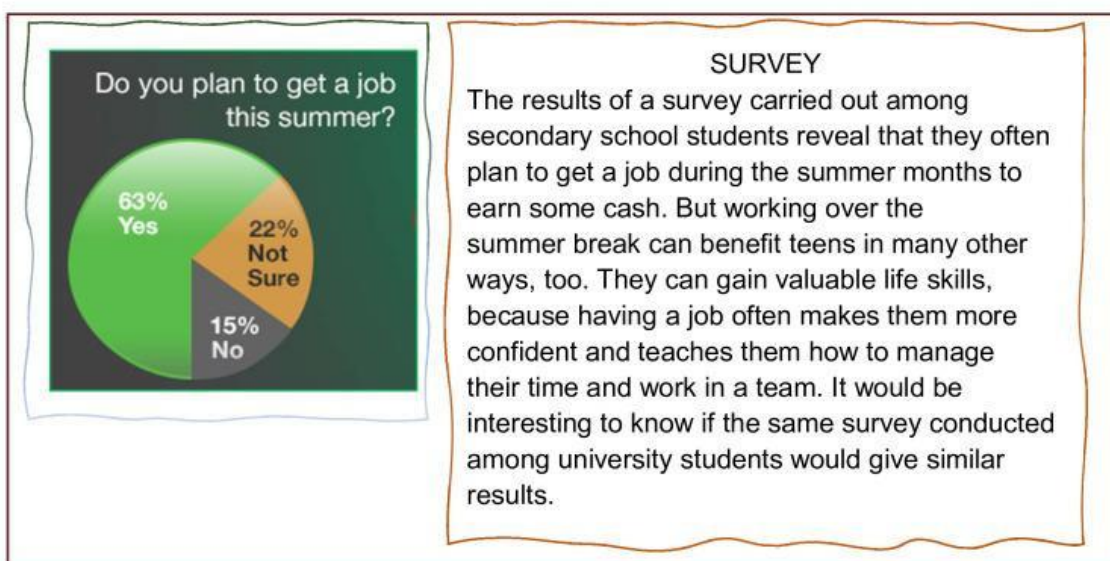 Do you plan to get a job
this summer?
63%
Yes
22%
Not
Sure
15%
No
SURVEY
The results of a survey carried out among
secondary school students reveal that they often
plan to get a job during the summer months to
earn some cash. But working over the
summer break can benefit teens in many other
ways, too. They can gain valuable life skills,
because having a job often makes them more
confident and teaches them how to manage
their time and work in a team. It would be
interesting to know if the same survey conducted
among university students would give similar
results.